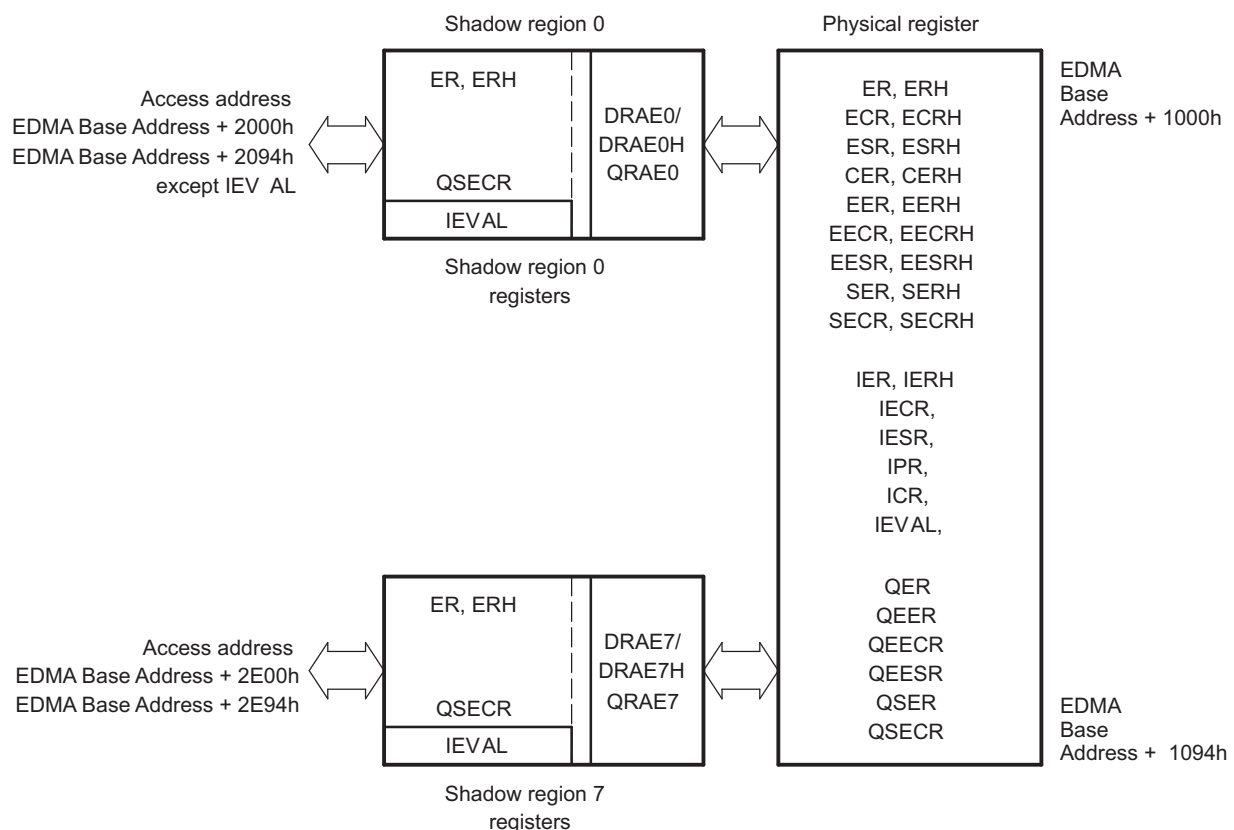 Shadow region 0
Physical register
Access address
EDMA Base Address + 2000h
EDMA Base Address + 2094h
except IEV AL
ER, ERH
QSECR
IEVAL
DRAE0/
DRAE0H
QRAE0
Shadow region 0
registers
ER, ERH
ECR, ECRH
ESR, ESRH
CER, CERH
EER, EERH
EECR, EECRH
EESR, EESRH
SER, SERH
SECR, SECRH
IER, IERH
IECR,
IESR,
IPR,
ICR,
IEVAL,
QER
QEER
QEECR
QEESR
QSER
QSECR
EDMA
Base
Address + 1000h
Access address
EDMA Base Address + 2E00h
EDMA Base Address + 2E94h
ER, ERH
QSECR
IEVAL
DRAE7/
DRAE7H
QRAE7
Shadow region 7
registers
EDMA
Base
Address + 1094h